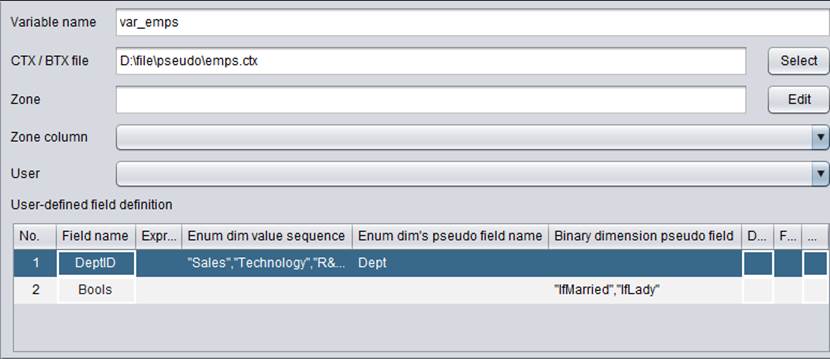 Variable name var_emps
CTX / BTX file D:\file\pseudo\emps.ctx Select
Zone Edit
Zone column
User
User-defined field definition
No. Field name Expr... Enum dim value sequence Enum dim's pseudo field name Binary dimension pseudo field D... F... ...
1 DeptID "Sales","Technology","R&... Dept
2 Bools "IfMarried","IfLady"